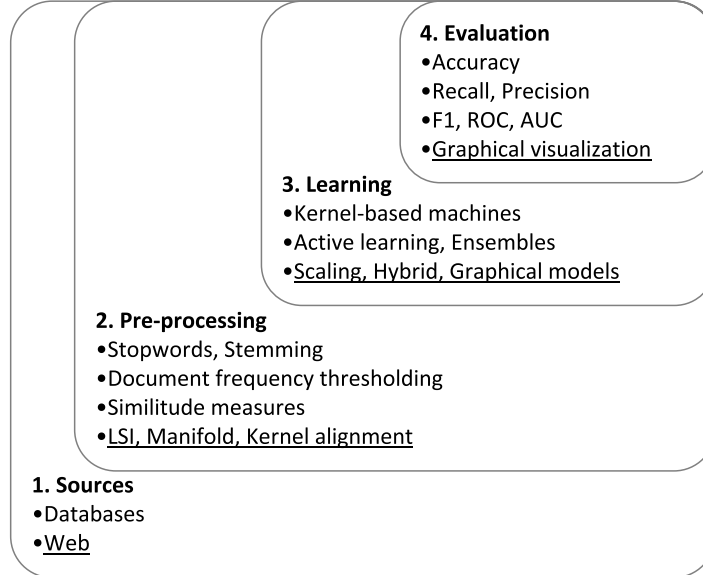 4. Evaluation
•Accuracy
•Recall, Precision
•F1, ROC, AUC
•Graphical visualization
3. Learning
•Kernel-based machines
•Active learning, Ensembles
•Scaling, Hybrid, Graphical models
2. Pre-processing
•Stopwords, Stemming
•Document frequency thresholding
•Similitude measures
•LSI, Manifold, Kernel alignment
1. Sources
•Databases
•Web